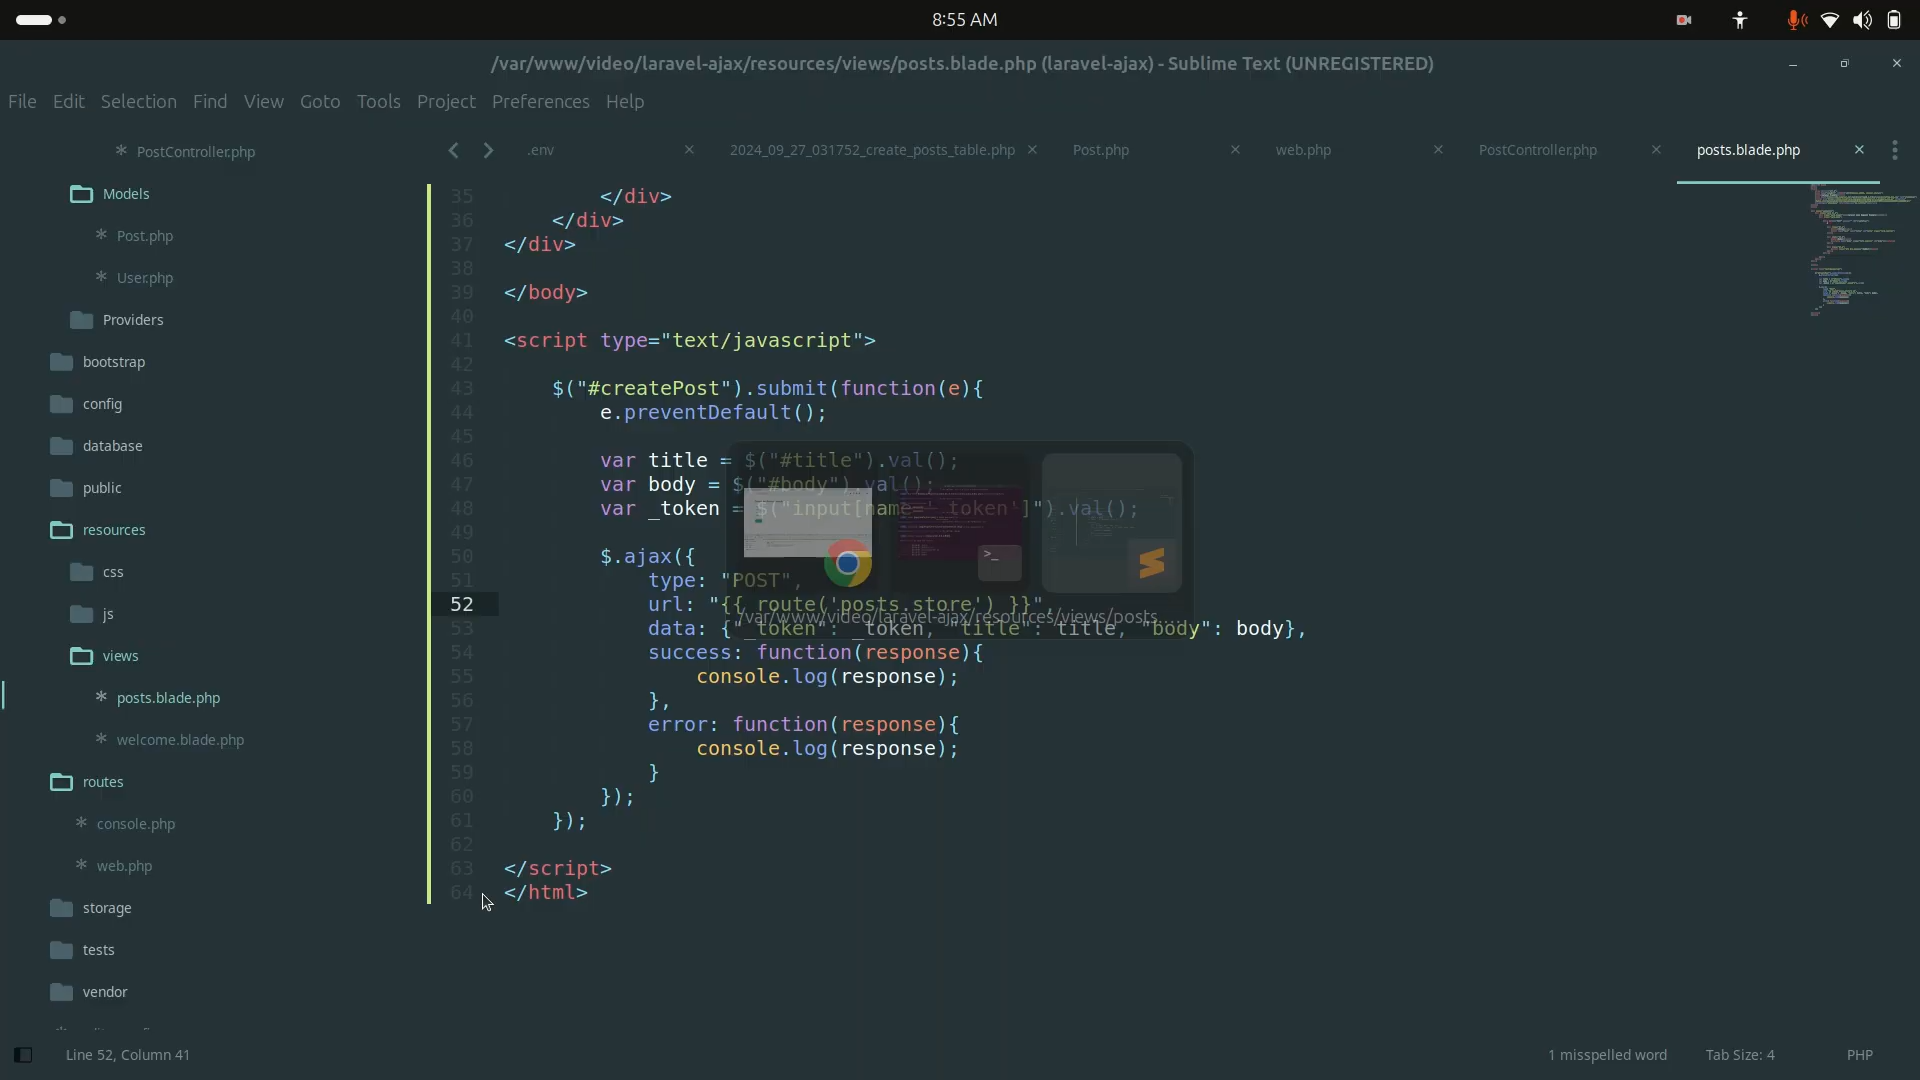 8:55 AM
/var/www/video/laravel-ajax/resources/views/posts.blade.php (laravel-ajax) - Sublime Text (UNREGISTERED)
File Edit Selection Find View Goto Tools Project Preferences Help
PostController.php
Models
Post.php
User.php
Providers
bootstrap
config
database
public
resources
css
js
views
posts.blade.php
welcome.blade.php
routes
console.php
web.php
storage
tests
vendor
.env 2024_09_27_031752_create_posts_table.php Post.php web.php PostController.php posts.blade.php
35 </div>
36 </div>
37 </div>
38
39 </body>
40
41 <script type="text/javascript">
42
43 $("#createPost").submit(function(e){
44 e.preventDefault();
45
46 var title = $("#title").val();
47 var body = $("#body").val();
48 var _token = $("input[name='_token']").val();
49
50 $.ajax({
51 type: "POST",
52 url: "{{ route('posts.store') }}",
53 data: {"_token": _token, "title": title, "body": body},
54 success: function(response){
55 console.log(response);
56 },
57 error: function(response){
58 console.log(response);
59 }
60 });
61 });
62
63 </script>
64 </html>
/var/www/video/laravel-ajax/resources/views/posts....
Line 52, Column 41
1 misspelled word
Tab Size: 4
PHP